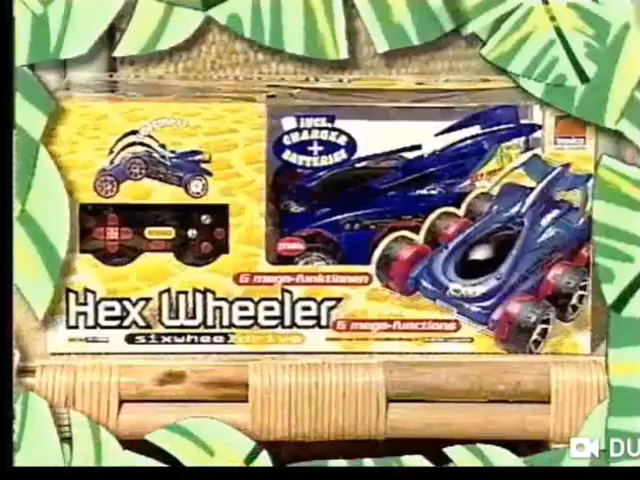 INCL.
CHARGER
+
BATTERIES
6 mega-funktionen
Hex Wheeler
6 mega-functions
sixwheeldrive
DU